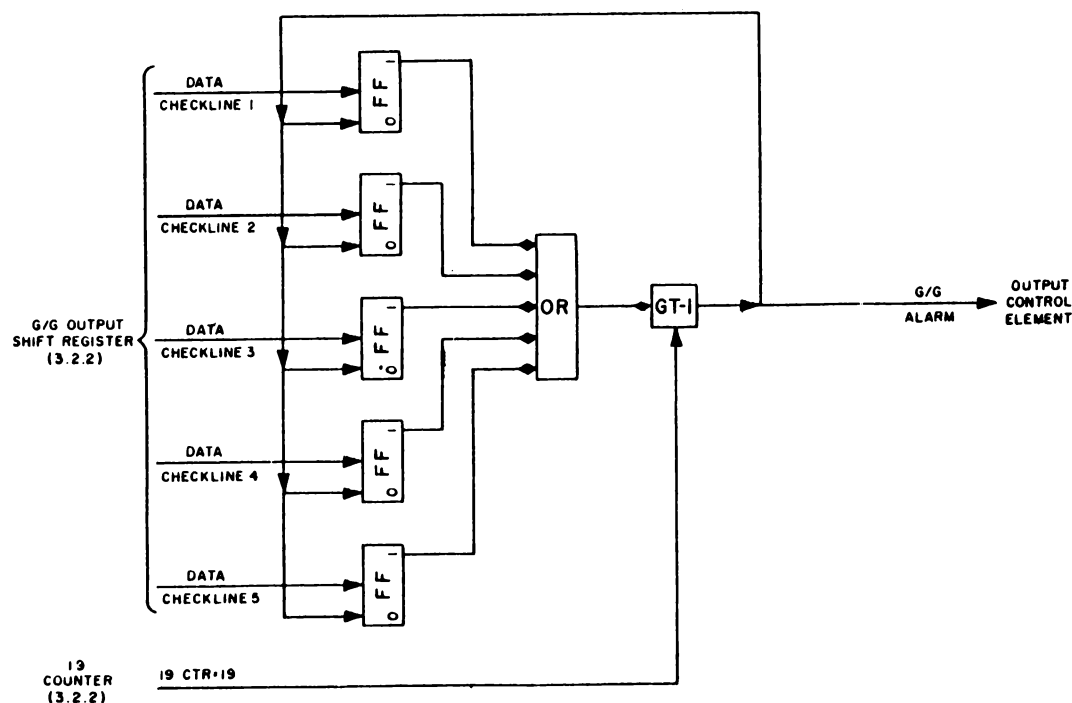 DATA
CHECKLINE 1
1
FF
0
DATA
CHECKLINE 2
1
FF
0
G/G OUTPUT
SHIFT REGISTER
(3.2.2)
DATA
CHECKLINE 3
1
FF
0
OR
GT-1
G/G
ALARM
OUTPUT
CONTROL
ELEMENT
DATA
CHECKLINE 4
1
FF
0
DATA
CHECKLINE 5
1
FF
0
19
COUNTER
(3.2.2)
19 CTR=19